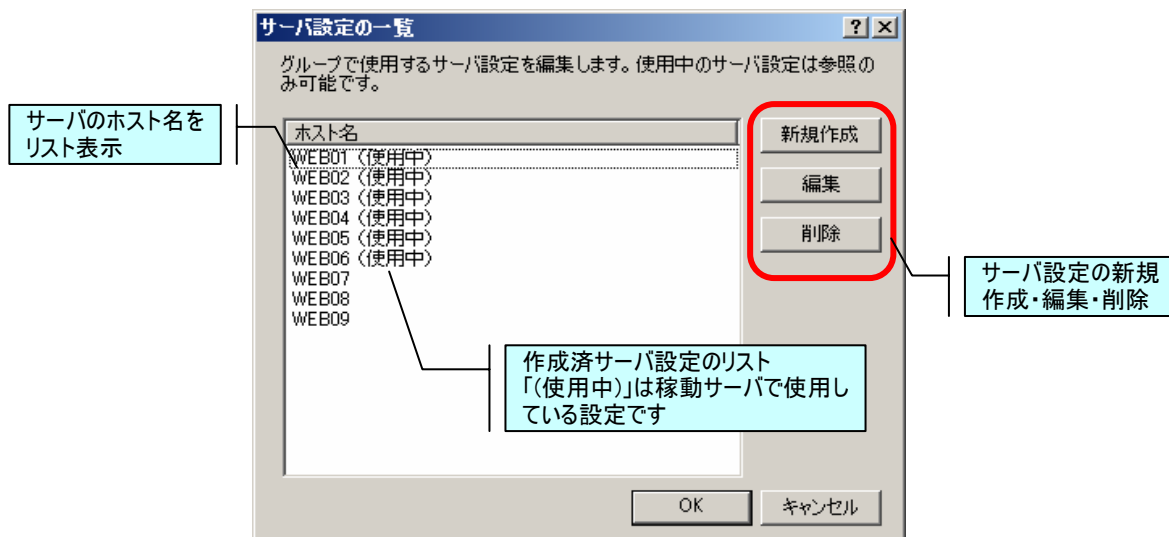 サーバ設定の一覧
グループで使用するサーバ設定を編集します。使用中のサーバ設定は参照の
み可能です。
サーバのホスト名を
リスト表示
ホスト名
WEB01 (使用中)
WEB02 (使用中)
WEB03 (使用中)
WEB04 (使用中)
WEB05 (使用中)
WEB06 (使用中)
WEB07
WEB08
WEB09
新規作成
編集
削除
サーバ設定の新規
作成・編集・削除
作成済サーバ設定のリスト
「(使用中)」は稼動サーバで使用し
ている設定です
OK
キャンセル